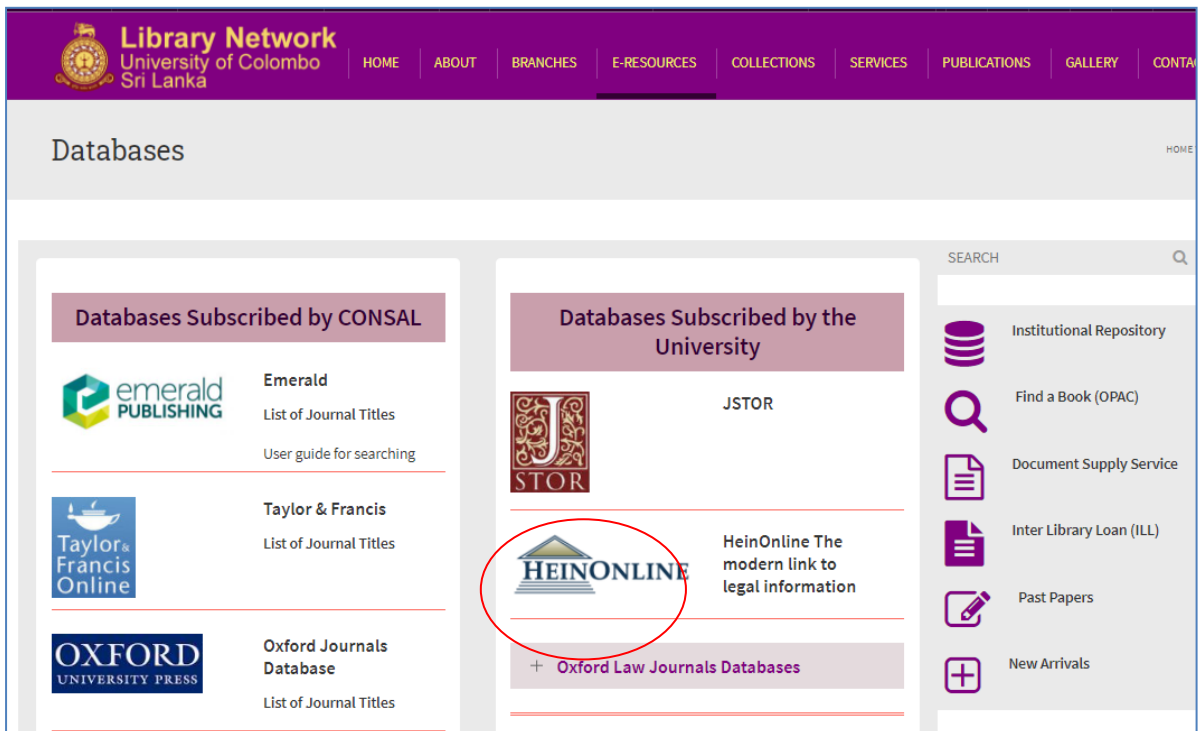 Library Network
University of Colombo
Sri Lanka
HOME
ABOUT
BRANCHES
E-RESOURCES
COLLECTIONS
SERVICES
PUBLICATIONS
GALLERY
CONTA
Databases
HOME
Databases Subscribed by CONSAL
emerald
PUBLISHING
Emerald
List of Journal Titles
User guide for searching
Taylor &
Francis
Online
Taylor & Francis
List of Journal Titles
OXFORD
UNIVERSITY PRESS
Oxford Journals
Database
List of Journal Titles
Databases Subscribed by the
University
J
STOR
JSTOR
HEINONLINE
HeinOnline The
modern link to
legal information
+ Oxford Law Journals Databases
SEARCH
Institutional Repository
Find a Book (OPAC)
Document Supply Service
Inter Library Loan (ILL)
Past Papers
New Arrivals